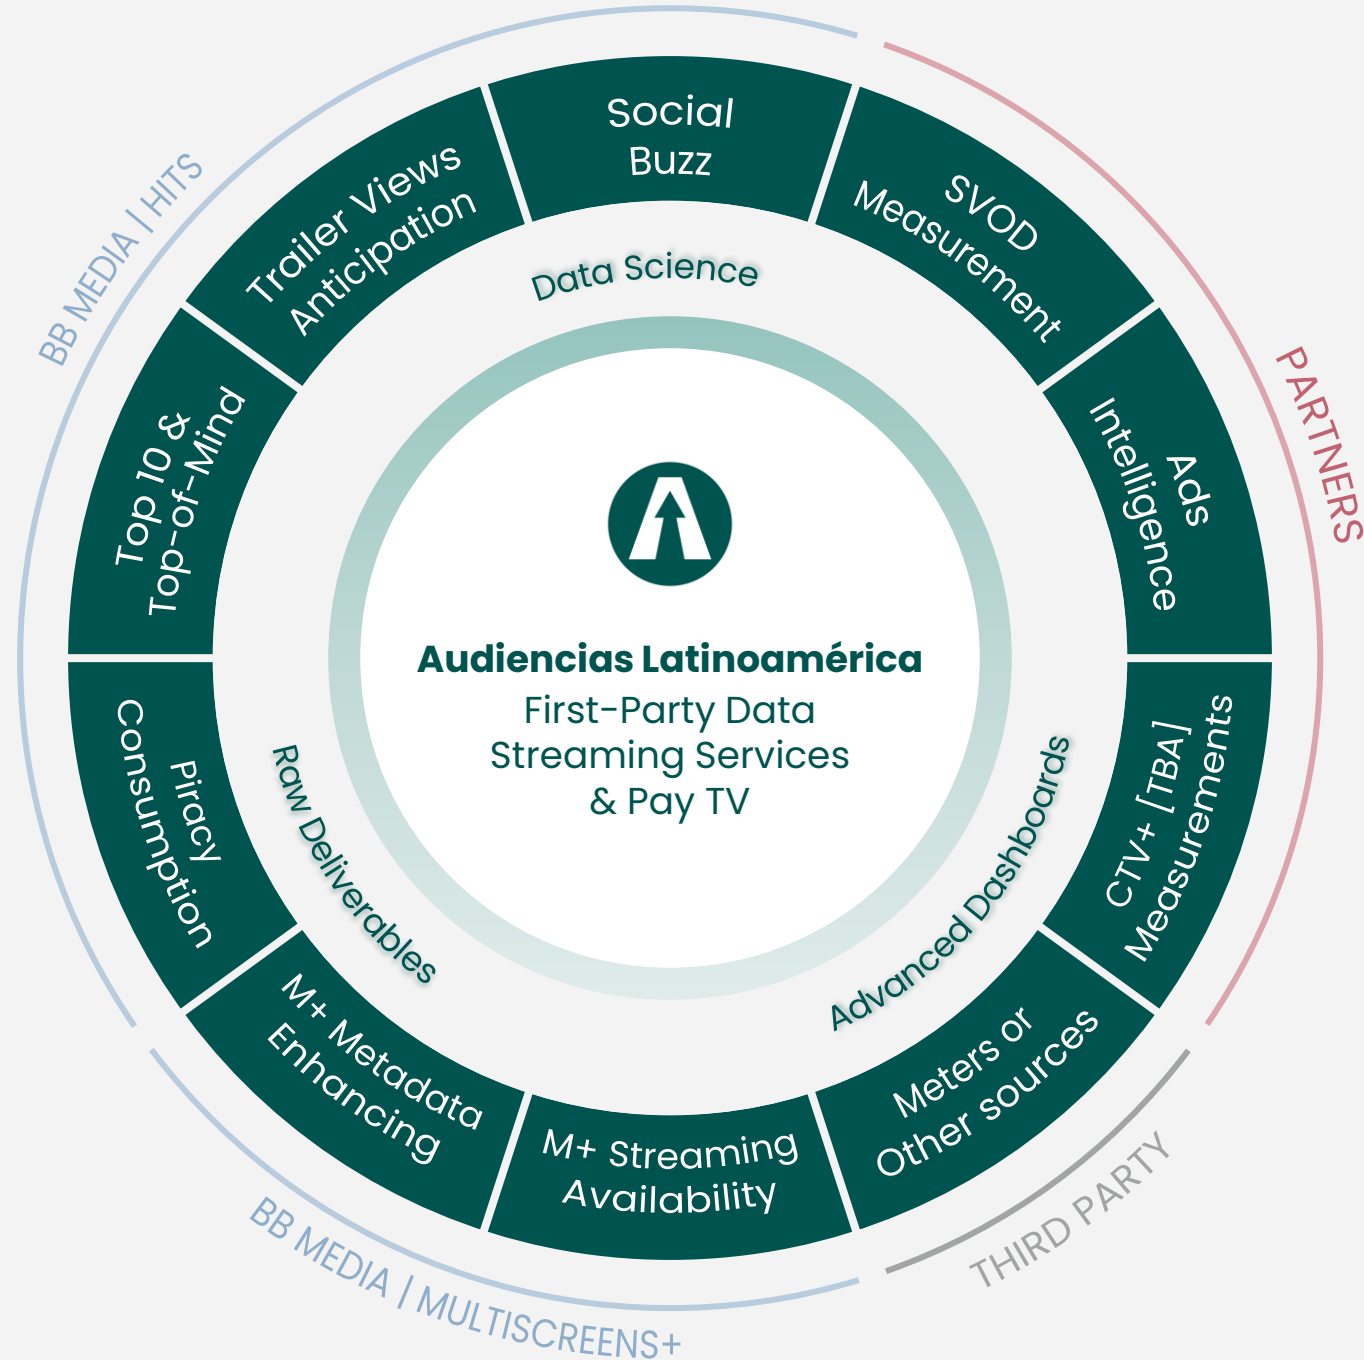 Social
Buzz
SVOD
Measurement
Ads
Intelligence
CTV+ [TBA]
Measurements
Meters or
Other sources
M+ Streaming
Availability
M+ Metadata
Enhancing
Piracy
Consumption
Top 10 &
Top-of-Mind
Trailer Views
Anticipation
BB MEDIA | HITS
PARTNERS
THIRD PARTY
BB MEDIA | MULTISCREENS+
Data Science
Advanced Dashboards
Raw Deliverables
Audiencias Latinoamérica
First-Party Data
Streaming Services
& Pay TV